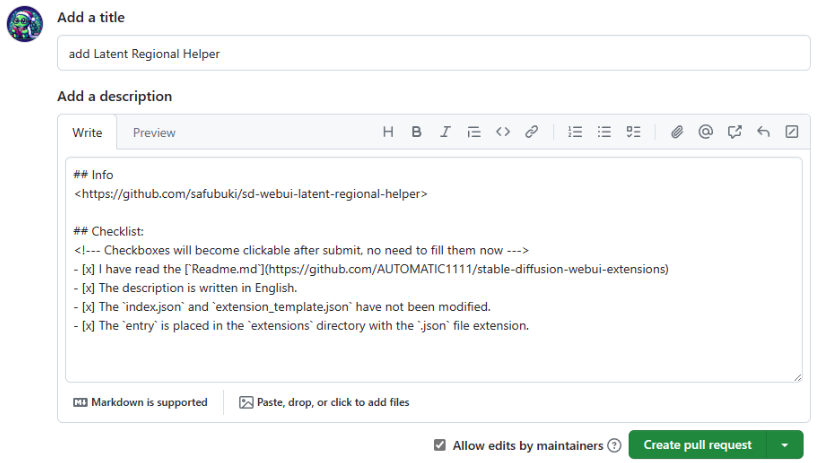 Add a title
add Latent Regional Helper
Add a description
Write Preview
## Info
<https://github.com/safubuki/sd-webui-latent-regional-helper>
## Checklist:
<!--- Checkboxes will become clickable after submit, no need to fill them now --->
- [x] I have read the [`Readme.md`](https://github.com/AUTOMATIC1111/stable-diffusion-webui-extensions)
- [x] The description is written in English.
- [x] The `index.json` and `extension_template.json` have not been modified.
- [x] The `entry` is placed in the `extensions` directory with the `.json` file extension.
Markdown is supported Paste, drop, or click to add files
Allow edits by maintainers Create pull request